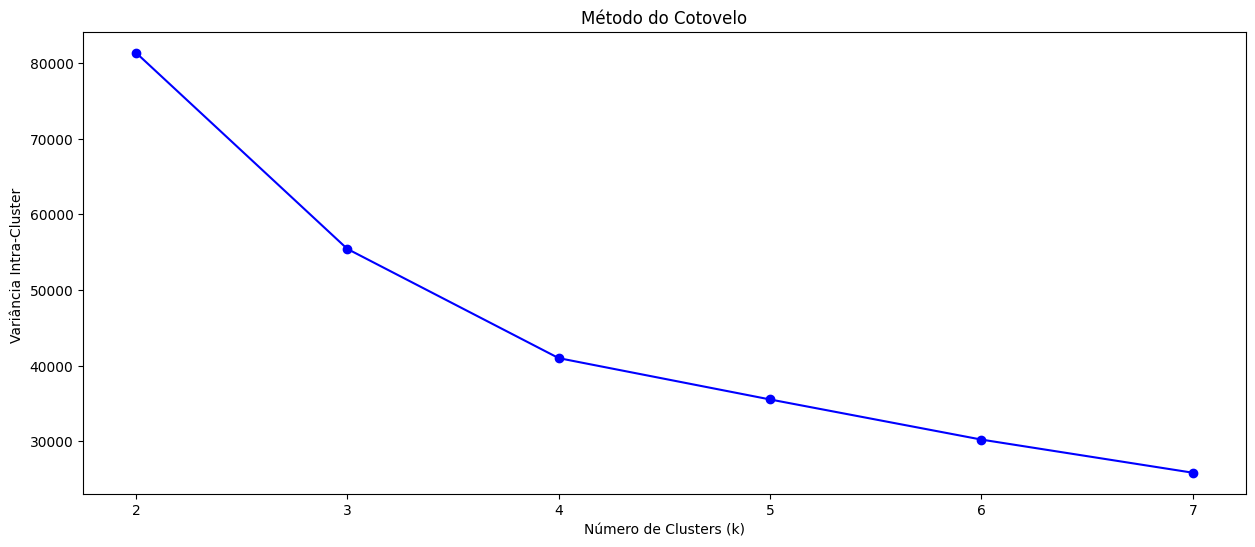 Método do Cotovelo
80000
70000
60000
50000
40000
30000
Variância Intra-Cluster
2 3 4 5 6 7
Número de Clusters (k)